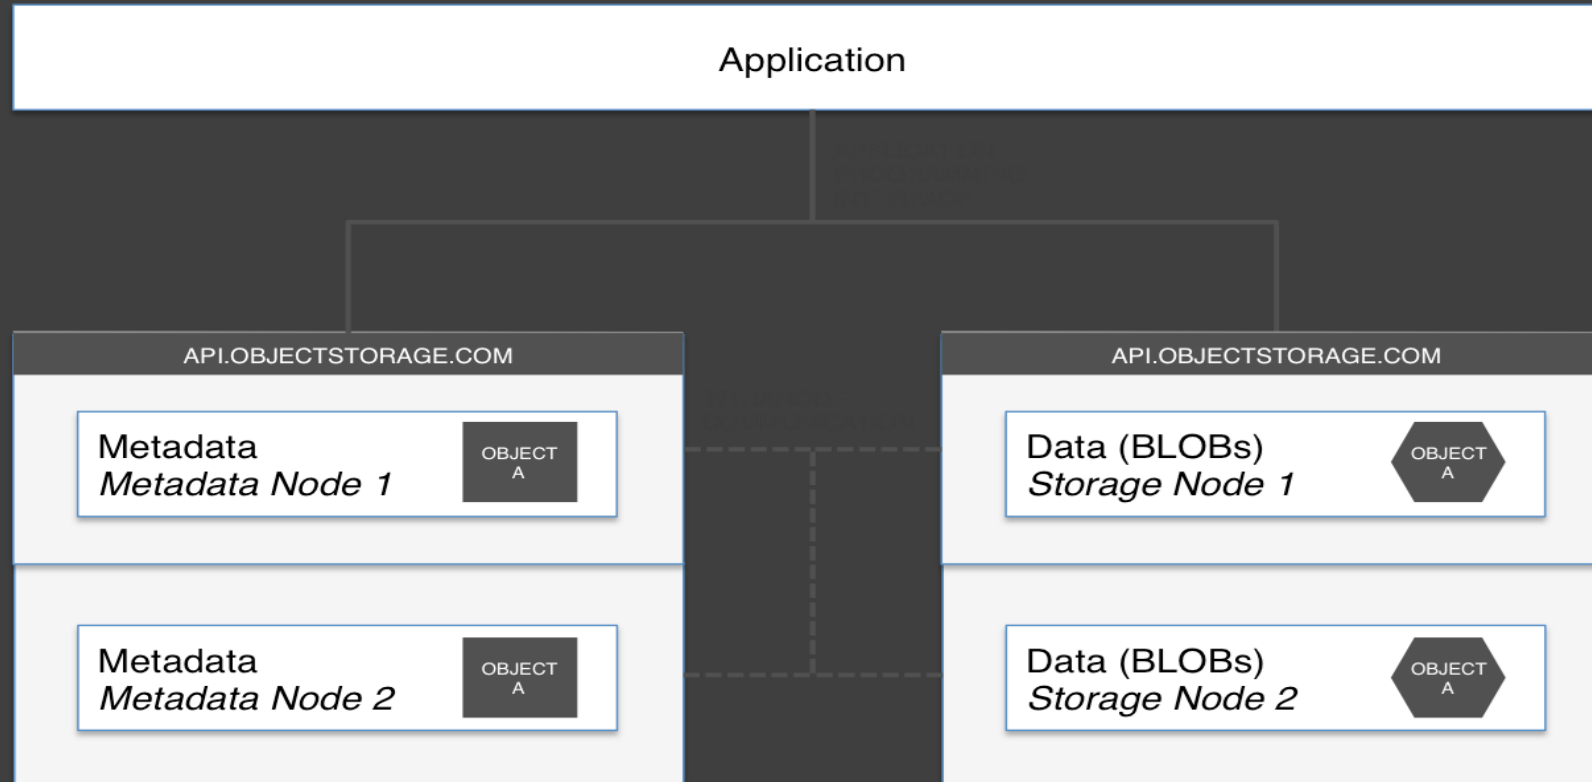 Application
API.OBJECTSTORAGE.COM
Metadata
Metadata Node 1
OBJECT
A
Metadata
Metadata Node 2
OBJECT
A
API.OBJECTSTORAGE.COM
Data (BLOBs)
Storage Node 1
OBJECT
A
Data (BLOBs)
Storage Node 2
OBJECT
A